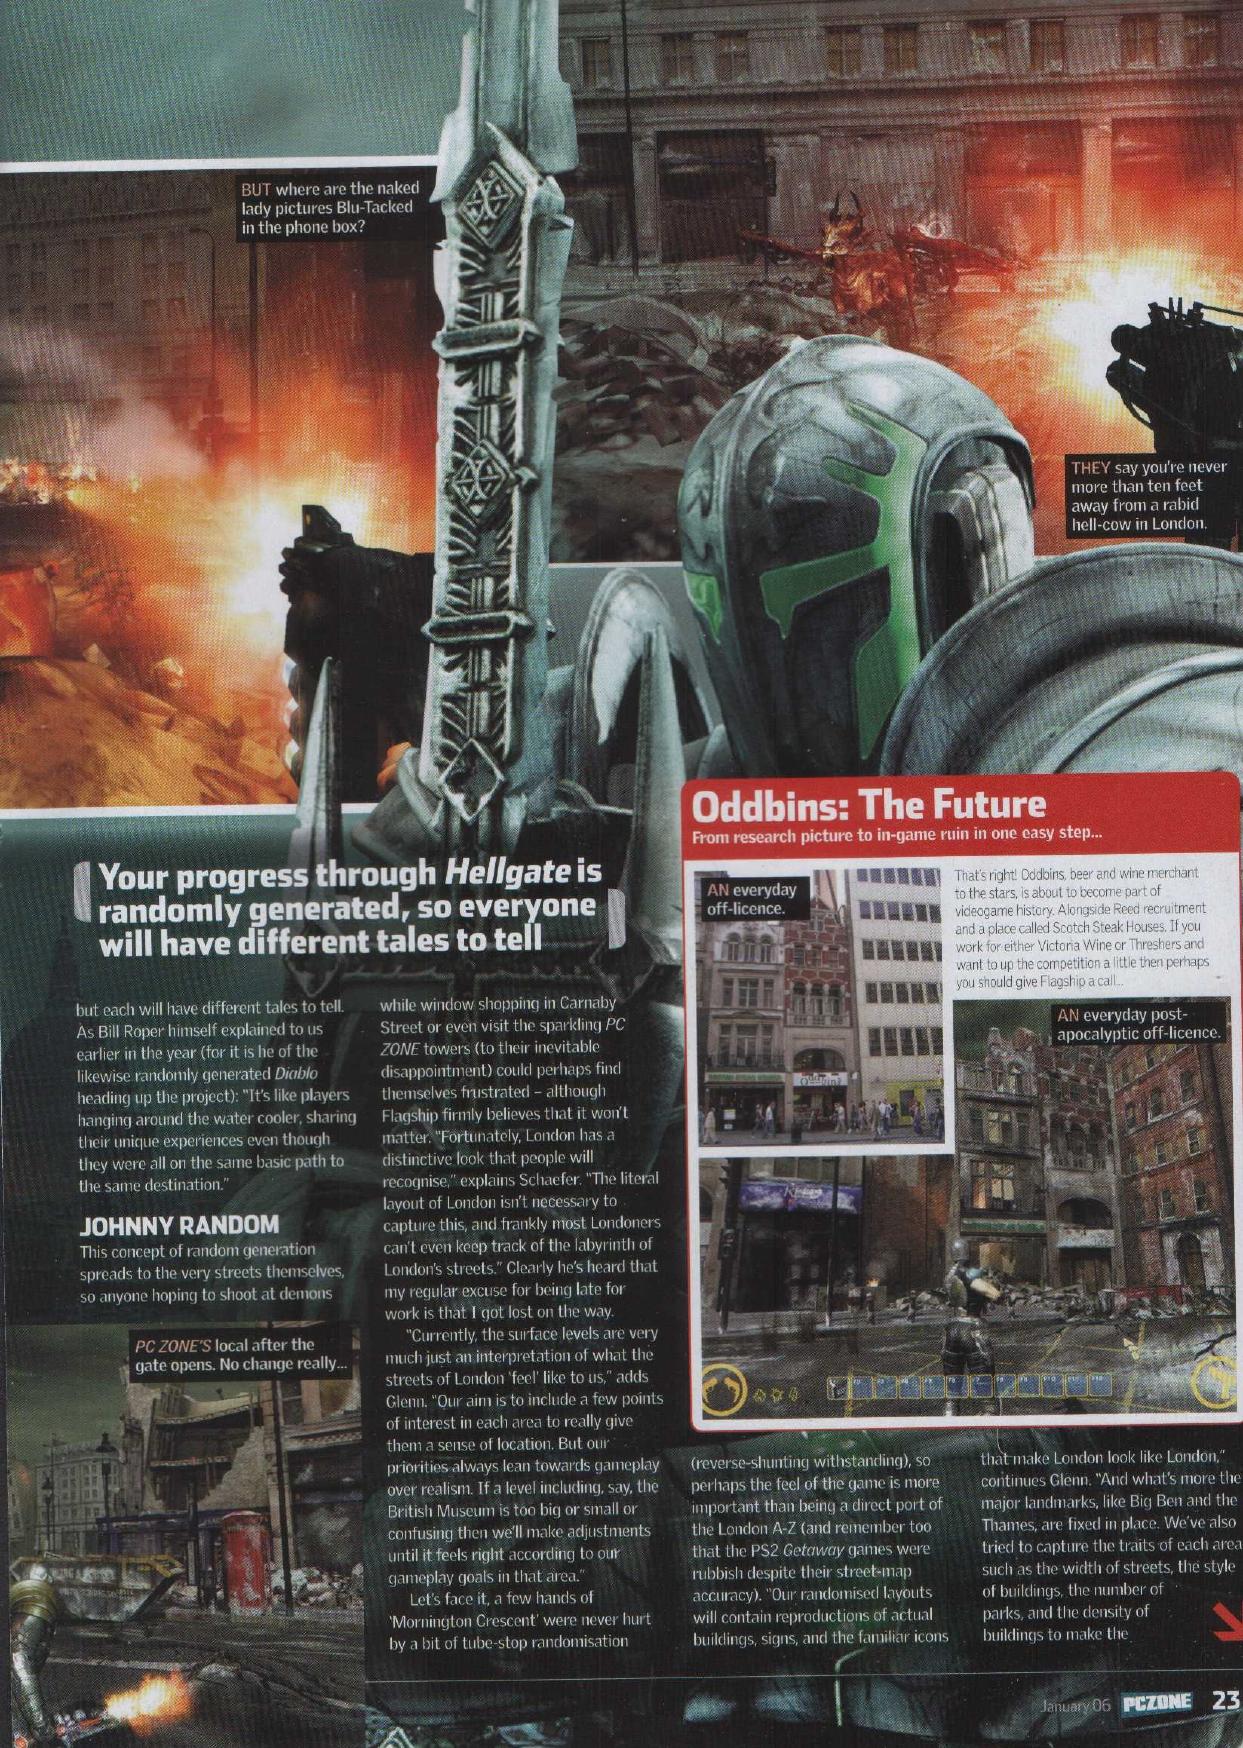 BUT where are the naked
lady pictures Blu-Tacked
in the phone box?
THEY say you're never
more than ten feet
away from a rabid
hell-cow in London.
Your progress through Hellgate is
randomly generated, so everyone
will have different tales to tell
but each will have different tales to tell.
As Bill Roper himself explained to us
earlier in the year (for it is he of the
likewise randomly generated Diablo
heading up the project): "It's like players
hanging around the water cooler, sharing
their unique experiences even though
they were all on the same basic path to
the same destination."
JOHNNY RANDOM
This concept of random generation
spreads to the very streets themselves,
so anyone hoping to shoot at demons
PC ZONE'S local after the
gate opens. No change really...
while window shopping in Carnaby
Street or even visit the sparkling PC
ZONE towers (to their inevitable
disappointment) could perhaps find
themselves frustrated – although
Flagship firmly believes that it won't
matter. "Fortunately, London has a
distinctive look that people will
recognise," explains Schaefer. "The literal
layout of London isn't necessary to
capture this, and frankly most Londoners
can't even keep track of the labyrinth of
London's streets." Clearly he's heard that
my regular excuse for being late for
work is that I got lost on the way.
"Currently, the surface levels are very
much just an interpretation of what the
streets of London 'feel' like to us," adds
Glenn. "Our aim is to include a few points
of interest in each area to really give
them a sense of location. But our
priorities always lean towards gameplay
over realism. If a level including, say, the
British Museum is too big or small or
confusing then we'll make adjustments
until it feels right according to our
gameplay goals in that area."
Let's face it, a few hands of
'Mornington Crescent' were never hurt
by a bit of tube-stop randomisation
Oddbins: The Future
From research picture to in-game ruin in one easy step...
AN everyday
off-licence.
That's right! Oddbins, beer and wine merchant
to the stars, is about to become part of
videogame history. Alongside Reed recruitment
and a place called Scotch Steak Houses. If you
work for either Victoria Wine or Threshers and
want to up the competition a little then perhaps
you should give Flagship a call...
AN everyday post-
apocalyptic off-licence.
Oddbins
REED
(reverse-shunting withstanding), so
perhaps the feel of the game is more
important than being a direct port of
the London A-Z (and remember too
that the PS2 Getaway games were
rubbish despite their street-map
accuracy). "Our randomised layouts
will contain reproductions of actual
buildings, signs, and the familiar icons
that make London look like London,"
continues Glenn. "And what's more the
major landmarks, like Big Ben and the
Thames, are fixed in place. We've also
tried to capture the traits of each area
such as the width of streets, the style
of buildings, the number of
parks, and the density of
buildings to make the
January 06 PCZONE 23